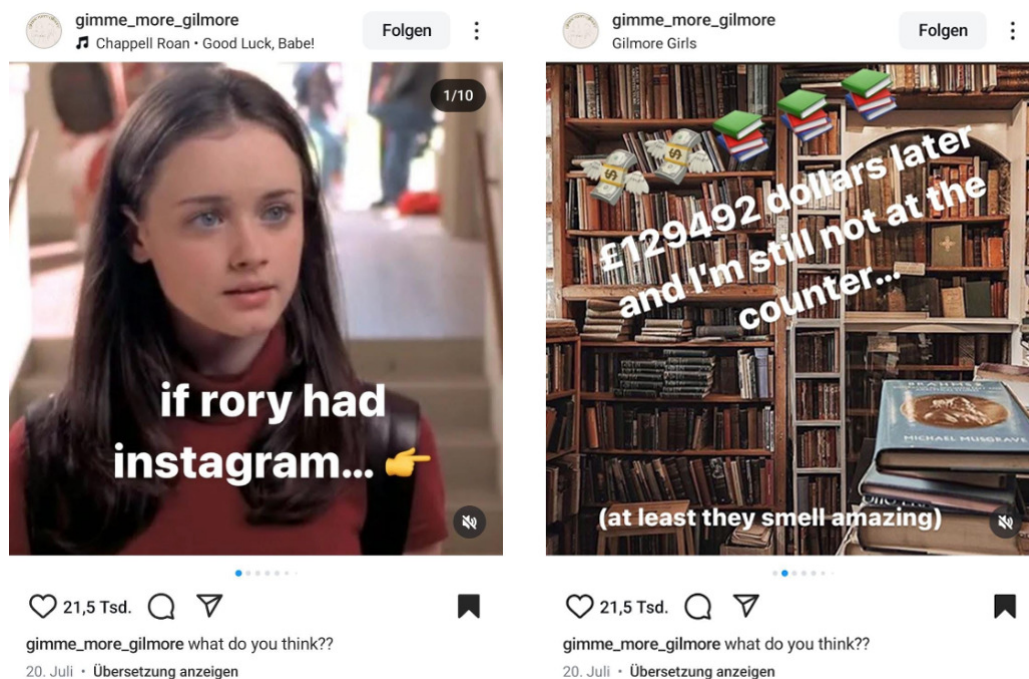 gimme_more_gilmore
Chappell Roan • Good Luck, Babe!
Folgen
1/10
if rory had
instagram...
21,5 Tsd.
gimme_more_gilmore what do you think??
20. Juli • Übersetzung anzeigen
gimme_more_gilmore
Gilmore Girls
Folgen
£129492 dollars later
and I'm still not at the
counter...
BRAHMS 2
MICHAEL MUSGRAVE
(at least they smell amazing)
21,5 Tsd.
gimme_more_gilmore what do you think??
20. Juli • Übersetzung anzeigen